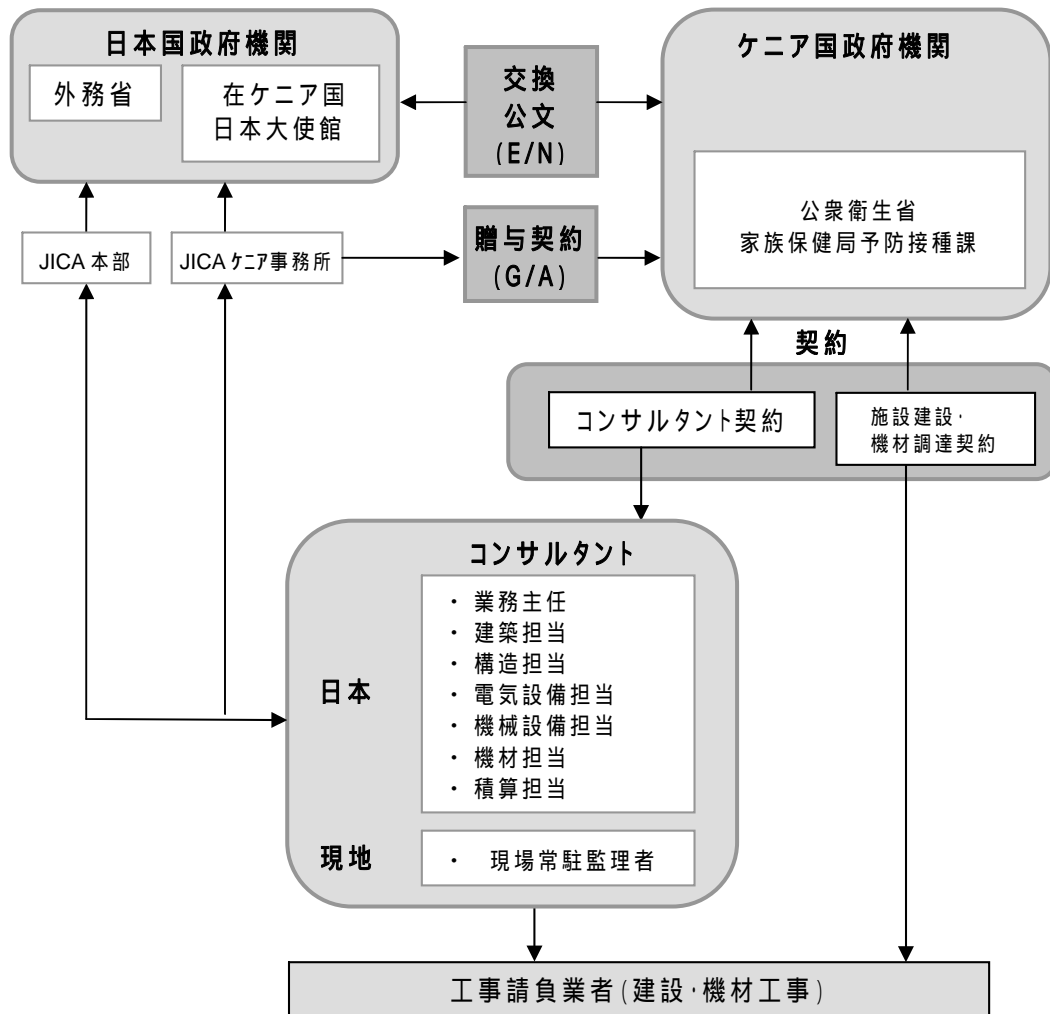 日本国政府機関
外務省
在ケニア国
日本大使館
交換
公文
(E/N)
ケニア国政府機関
公衆衛生省
家族保健局予防接種課
JICA 本部
JICA ケニア事務所
贈与契約
(G/A)
契約
コンサルタント契約
施設建設・
機材調達契約
コンサルタント
日本
・ 業務主任
・ 建築担当
・ 構造担当
・ 電気設備担当
・ 機械設備担当
・ 機材担当
・ 積算担当
現地
・ 現場常駐監理者
工事請負業者(建設・機材工事)